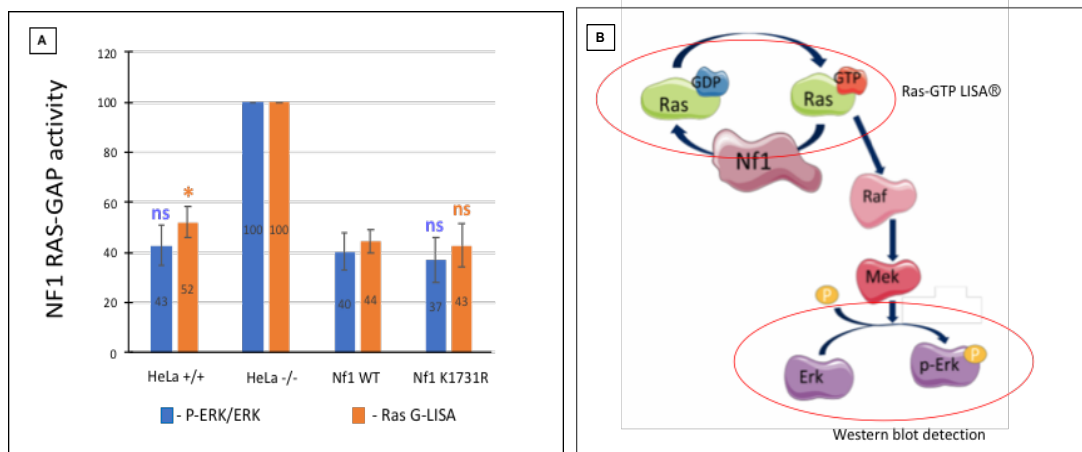 A
NF1 RAS-GAP activity
120
100
80
60
40
20
0
ns
*
43
52
100
100
40
44
ns
ns
37
43
HeLa +/+
HeLa -/-
Nf1 WT
Nf1 K1731R
- P-ERK/ERK
- Ras G-LISA
B
GDP
Ras
GTP
Ras
Ras-GTP LISA®
Nf1
Raf
Mek
P
Erk
p-Erk
P
Western blot detection